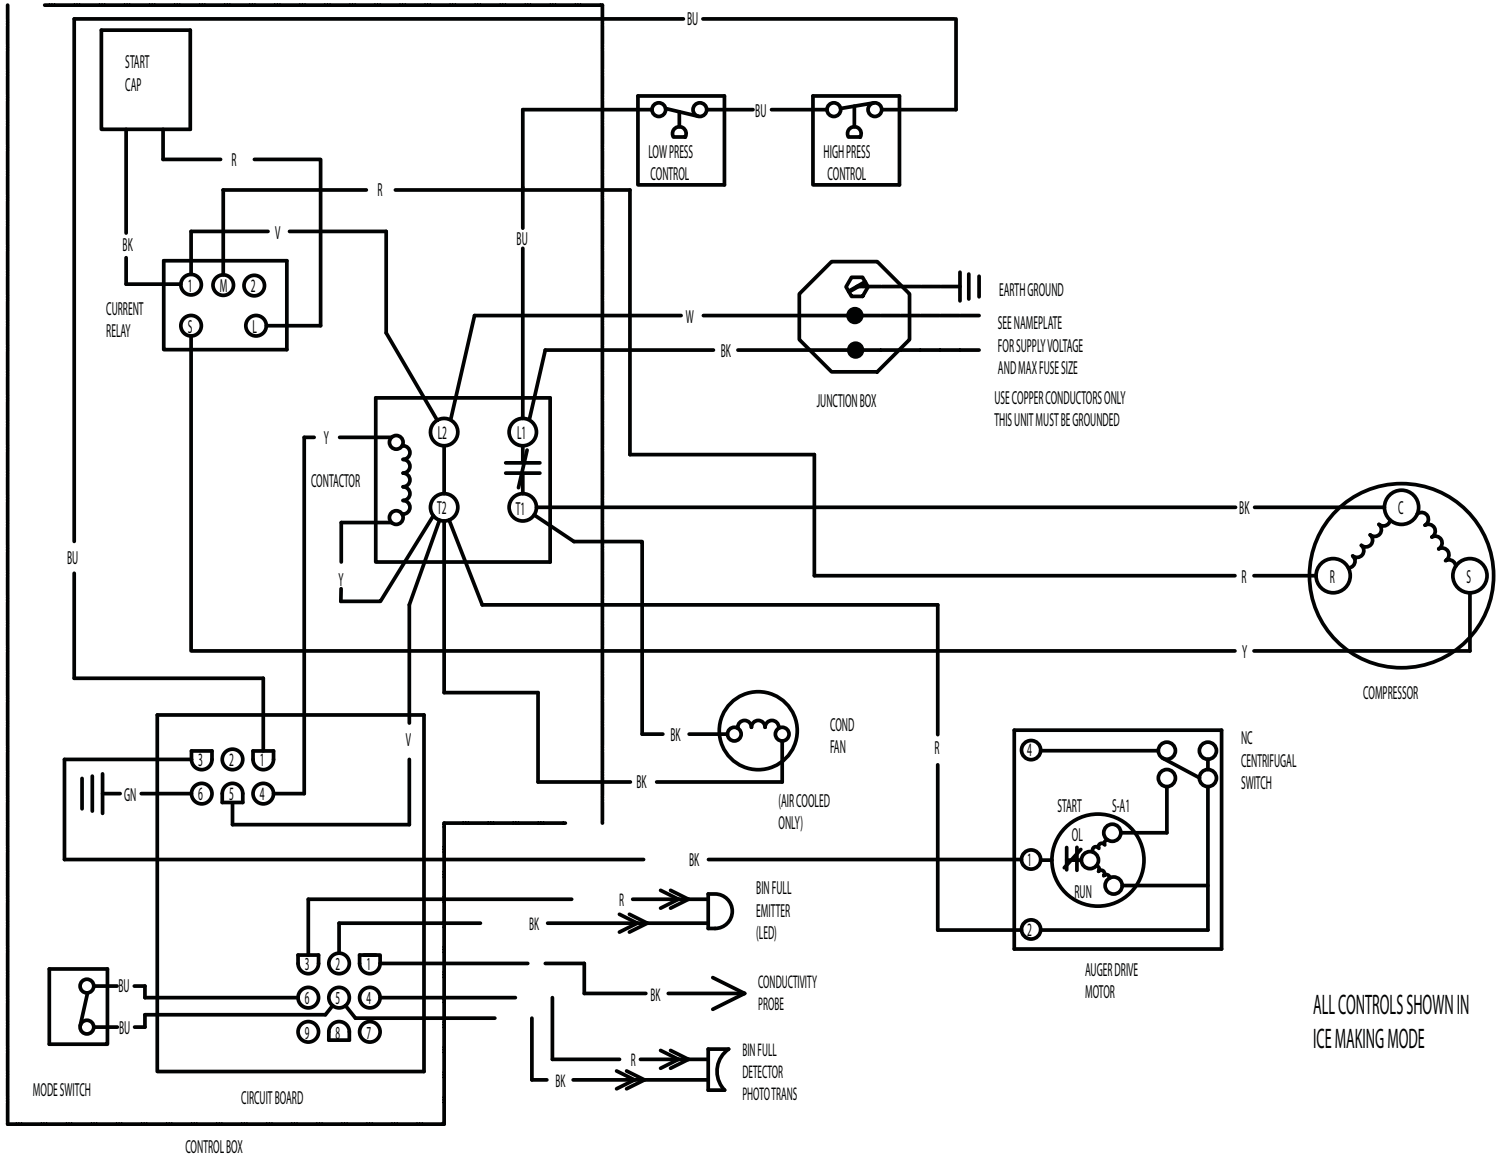 BU
START
CAP
BU
LOW PRESS
CONTROL
HIGH PRESS
CONTROL
R
R
V
BK
BU
1
M
2
S
L
CURRENT
RELAY
EARTH GROUND
W
SEE NAMEPLATE
FOR SUPPLY VOLTAGE
AND MAX FUSE SIZE
BK
JUNCTION BOX
USE COPPER CONDUCTORS ONLY
THIS UNIT MUST BE GROUNDED
L2
L1
Y
CONTACTOR
T2
T1
BK
C
BU
Y
R
R
S
Y
COMPRESSOR
V
BK
COND
FAN
R
BK
(AIR COOLED
ONLY)
3
2
1
6
5
4
GN
4
NC
CENTRIFUGAL
SWITCH
START
S-A1
OL
RUN
1
2
BK
AUGER DRIVE
MOTOR
R
BK
BIN FULL
EMITTER
(LED)
3
2
1
6
5
4
9
8
7
BU
BU
BK
CONDUCTIVITY
PROBE
R
BK
BIN FULL
DETECTOR
PHOTO TRANS
MODE SWITCH
CIRCUIT BOARD
CONTROL BOX
ALL CONTROLS SHOWN IN
ICE MAKING MODE